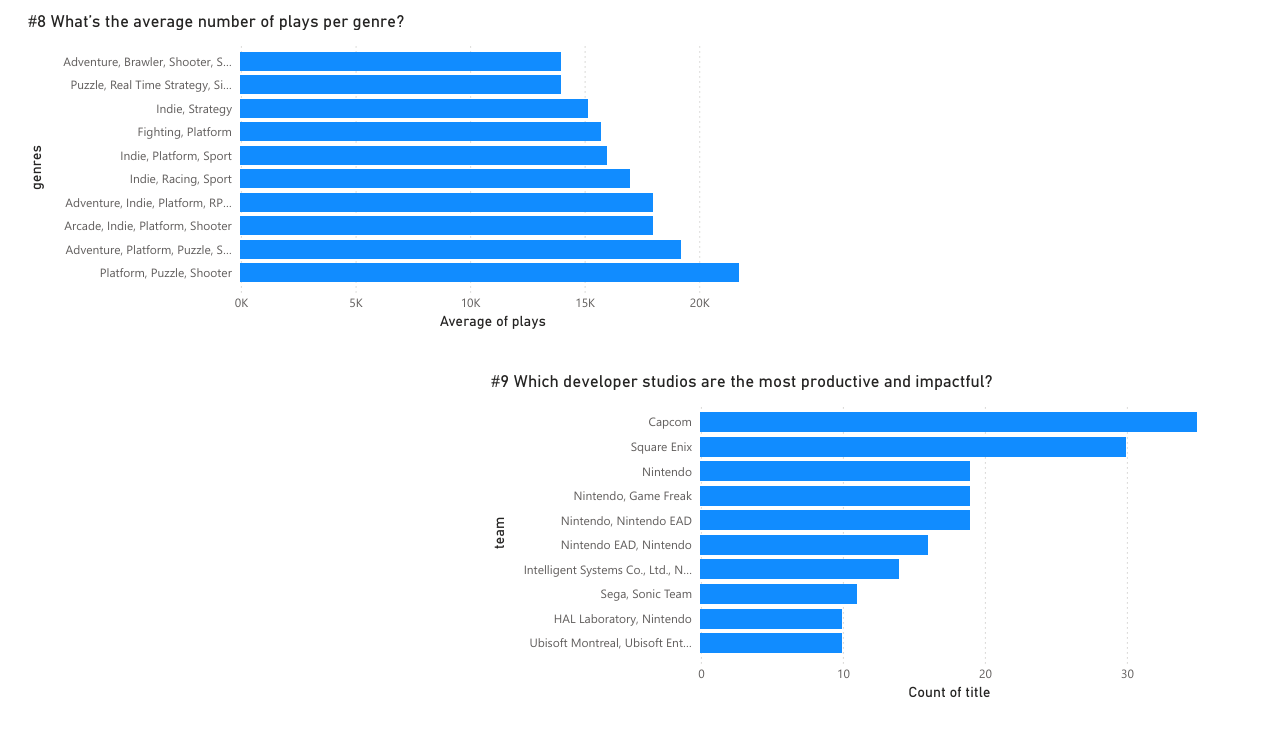 #8 What's the average number of plays per genre?
genres
Adventure, Brawler, Shooter, S...
Puzzle, Real Time Strategy, Si...
Indie, Strategy
Fighting, Platform
Indie, Platform, Sport
Indie, Racing, Sport
Adventure, Indie, Platform, RP...
Arcade, Indie, Platform, Shooter
Adventure, Platform, Puzzle, S...
Platform, Puzzle, Shooter
0K 5K 10K 15K 20K
Average of plays
#9 Which developer studios are the most productive and impactful?
team
Capcom
Square Enix
Nintendo
Nintendo, Game Freak
Nintendo, Nintendo EAD
Nintendo EAD, Nintendo
Intelligent Systems Co., Ltd., N...
Sega, Sonic Team
HAL Laboratory, Nintendo
Ubisoft Montreal, Ubisoft Ent...
0 10 20 30
Count of title